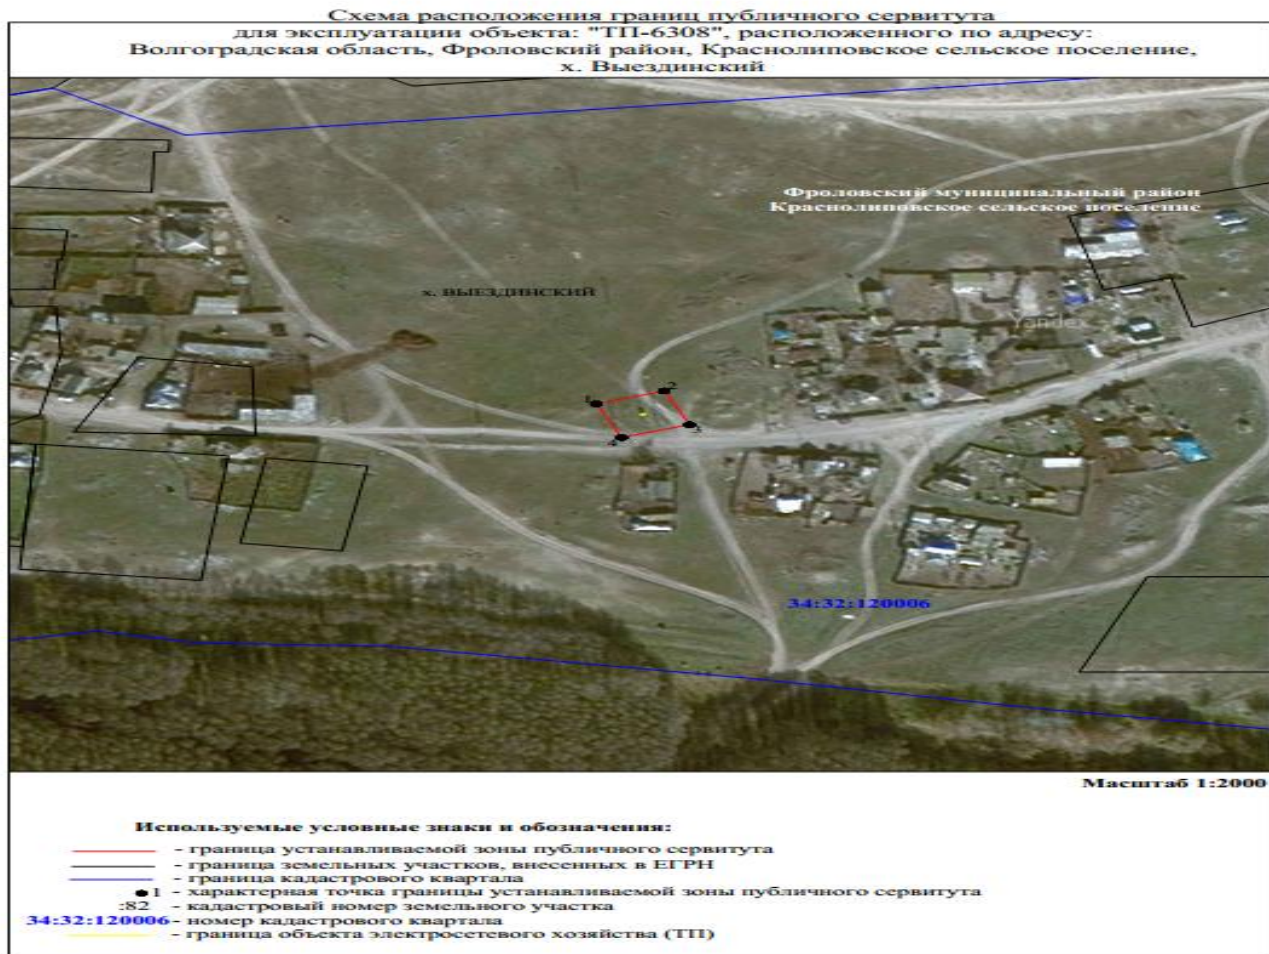 Схема расположения границ публичного сервитута
для эксплуатации объекта: "ТП-6308", расположенного по адресу:
Волгоградская область, Фроловский район, Краснолиповское сельское поселение,
х. Выездинский
Фроловский муниципальный район
Краснолиповское сельское поселение
х. ВЫЕЗДИНСКИЙ
Yandex
2
1
3
4
34:32:120006
Масштаб 1:2000
Используемые условные знаки и обозначения:
- граница устанавливаемой зоны публичного сервитута
- граница земельных участков, внесенных в ЕГРН
- граница кадастрового квартала
1 - характерная точка границы устанавливаемой зоны публичного сервитута
:82 - кадастровый номер земельного участка
34:32:120006 - номер кадастрового квартала
- граница объекта электросетевого хозяйства (ТП)